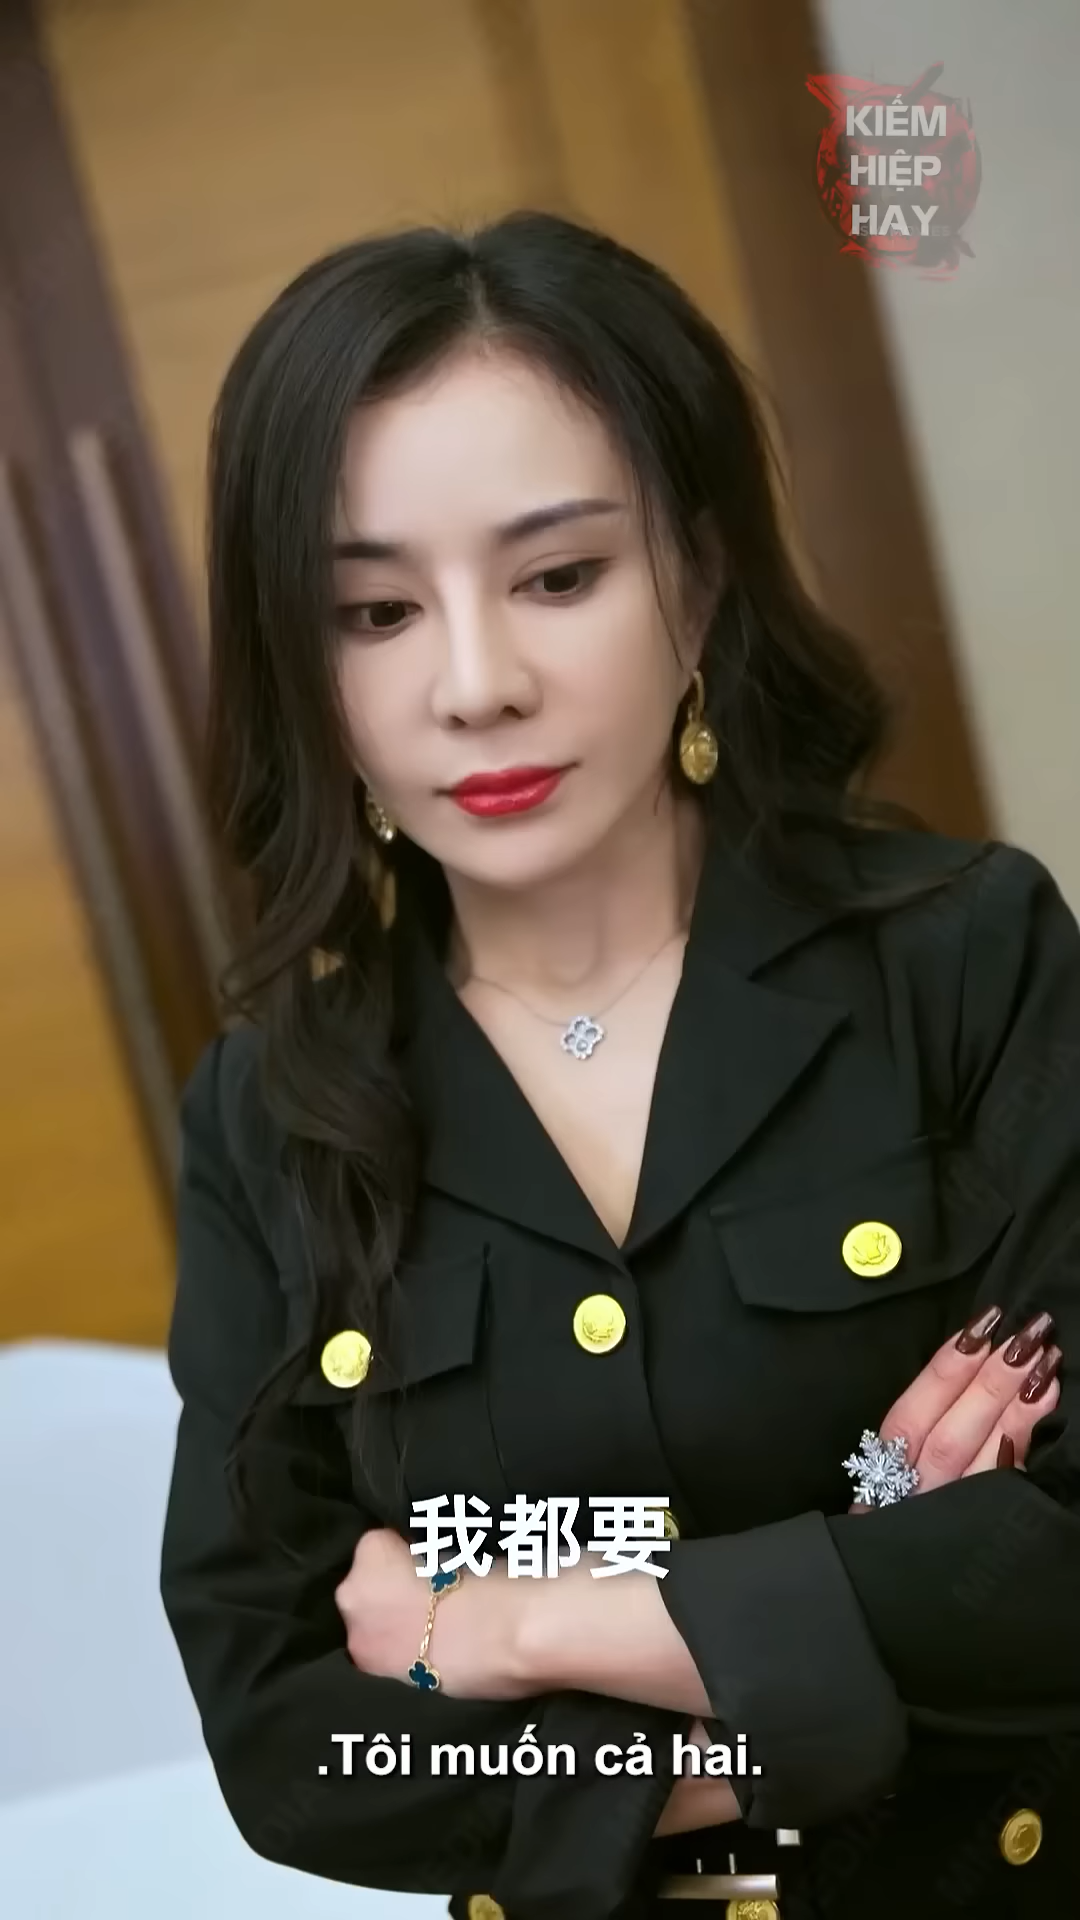 KIẾM
HIỆP
HAY
我都要
.Tôi muốn cả hai.